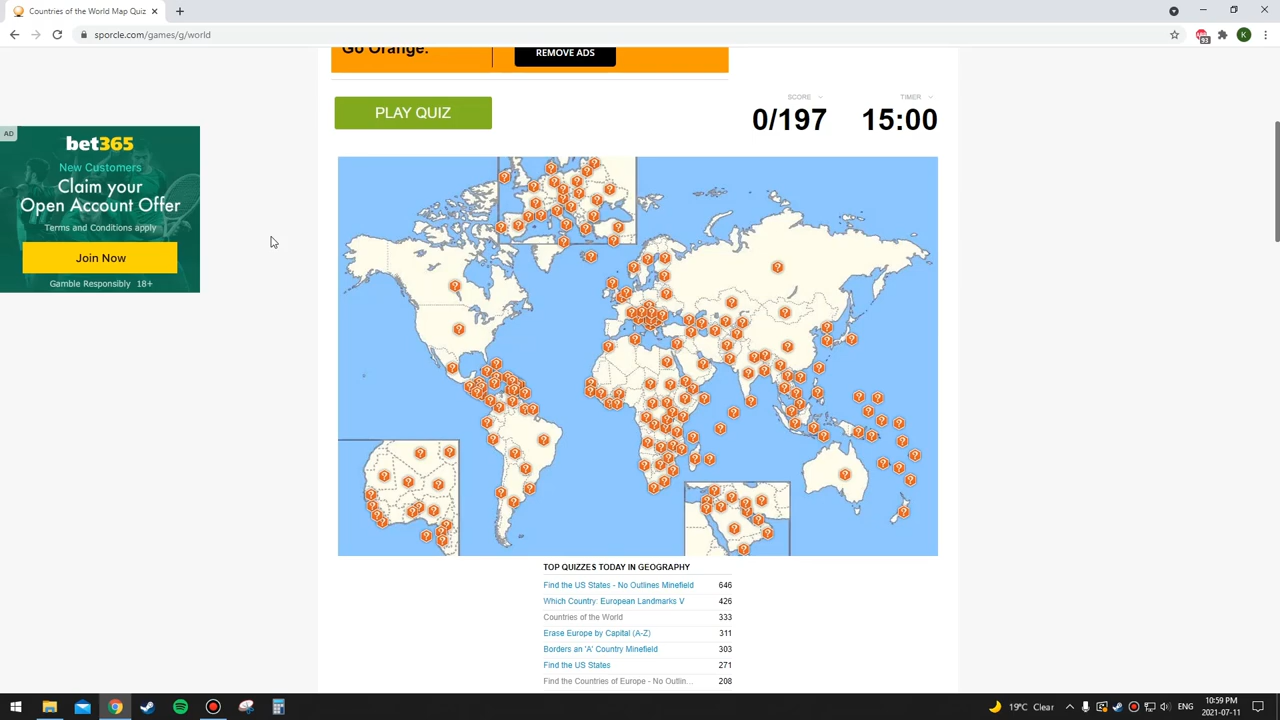 Countries of the World Map Quiz
sporcle.com/games/g/world
93
K
Go Orange.
REMOVE ADS
PLAY QUIZ
SCORE
TIMER
0/197
15:00
AD
bet365
New Customers
Claim your
Open Account Offer
Terms and Conditions apply
Join Now
Gamble Responsibly 18+
TOP QUIZZES TODAY IN GEOGRAPHY
Find the US States - No Outlines Minefield 646
Which Country: European Landmarks V 426
Countries of the World 333
Erase Europe by Capital (A-Z) 311
Borders an 'A' Country Minefield 303
Find the US States 271
Find the Countries of Europe - No Outlin... 208
19°C Clear
ENG
10:59 PM
2021-07-11